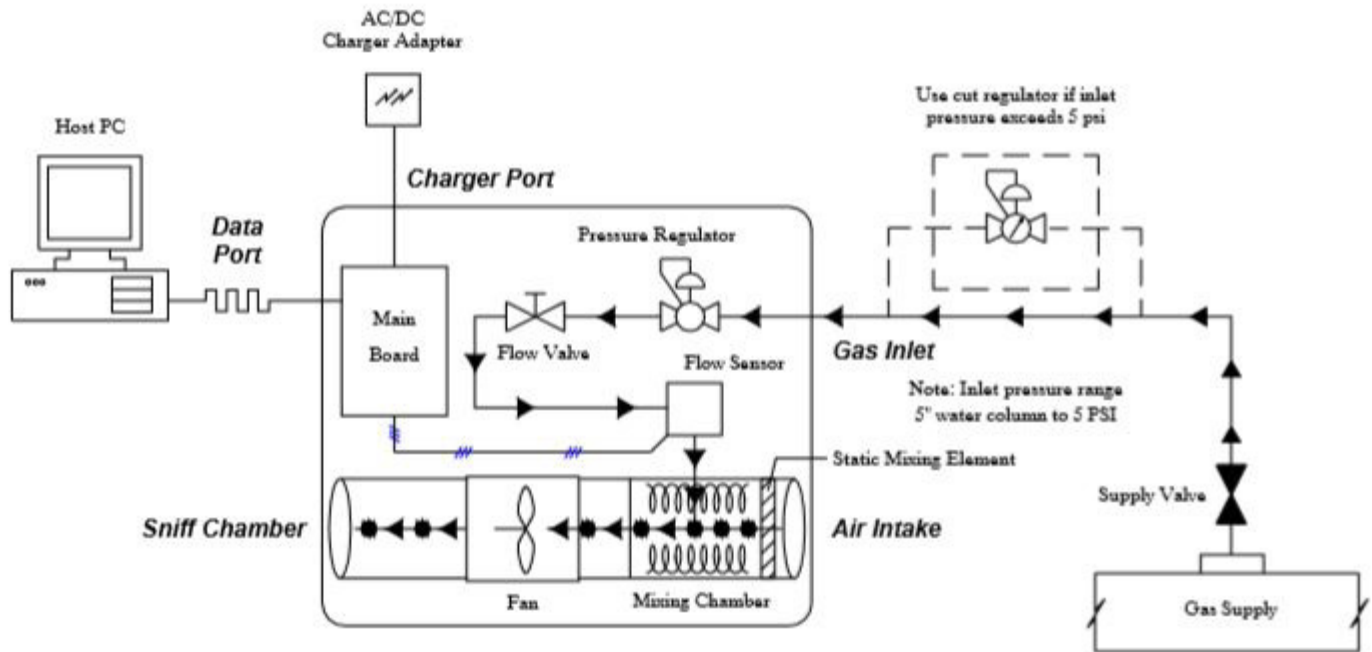 AC/DC
Charger Adapter
Use cut regulator if inlet
pressure exceeds 5 psi
Host PC
Charger Port
Data
Port
Pressure Regulator
Main
Board
Flow Valve
Flow Sensor
Gas Inlet
Note: Inlet pressure range
5" water column to 5 PSI
Static Mixing Element
Supply Valve
Sniff Chamber
Air Intake
Fan
Mixing Chamber
Gas Supply